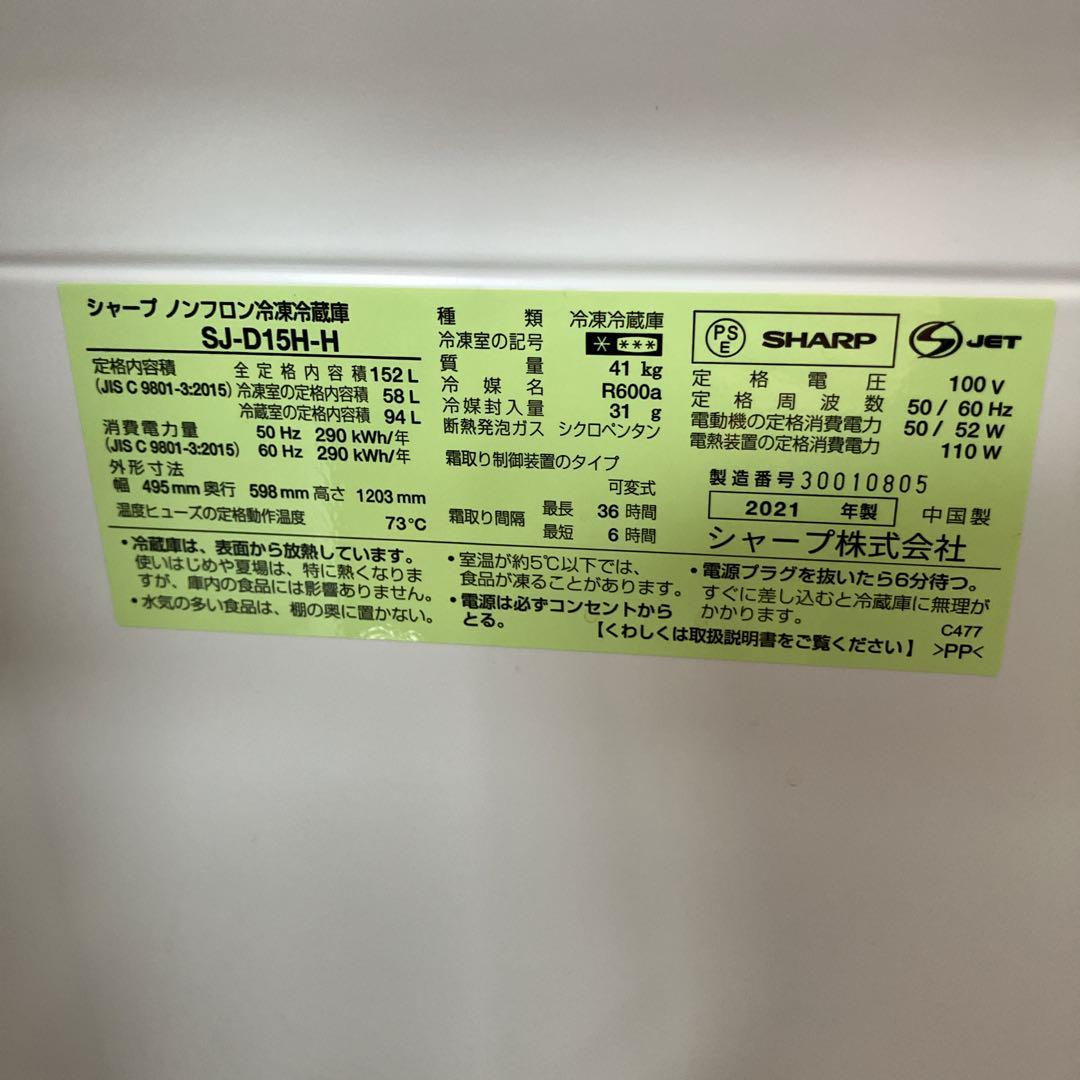 シャープ ノンフロン冷凍冷蔵庫
SJ-D15H-H
定格内容積 全定格内容積 152 L
(JIS C 9801-3:2015) 冷凍室の定格内容積 58 L
冷蔵室の定格内容積 94 L
消費電力量 50 Hz 290 kWh/年
(JIS C 9801-3:2015) 60 Hz 290 kWh/年
外形寸法
幅 495 mm 奥行 598 mm 高さ 1203 mm
温度ヒューズの定格動作温度 73℃
種類 冷凍冷蔵庫
冷凍室の記号 * ***
質量 41 kg
冷媒名 R600a
冷媒封入量 31 g
断熱発泡ガス シクロペンタン
霜取り制御装置のタイプ
可変式
霜取り間隔 最長 36 時間
最短 6 時間
PS E SHARP JET
定格電圧 100 V
定格周波数 50 / 60 Hz
電動機の定格消費電力 50 / 52 W
電熱装置の定格消費電力 110 W
製造番号 30010805
2021 年製 中国製
シャープ株式会社
・冷蔵庫は、表面から放熱しています。
使いはじめや夏場は、特に熱くなりま
すが、庫内の食品には影響ありません。
・水気の多い食品は、棚の奥に置かない。
・室温が約5℃以下では、
食品が凍ることがあります。
・電源は必ずコンセントから
とる。
・電源プラグを抜いたら6分待つ。
すぐに差し込むと冷蔵庫に無理が
かかります。
【くわしくは取扱説明書をご覧ください】
C477
>PP<